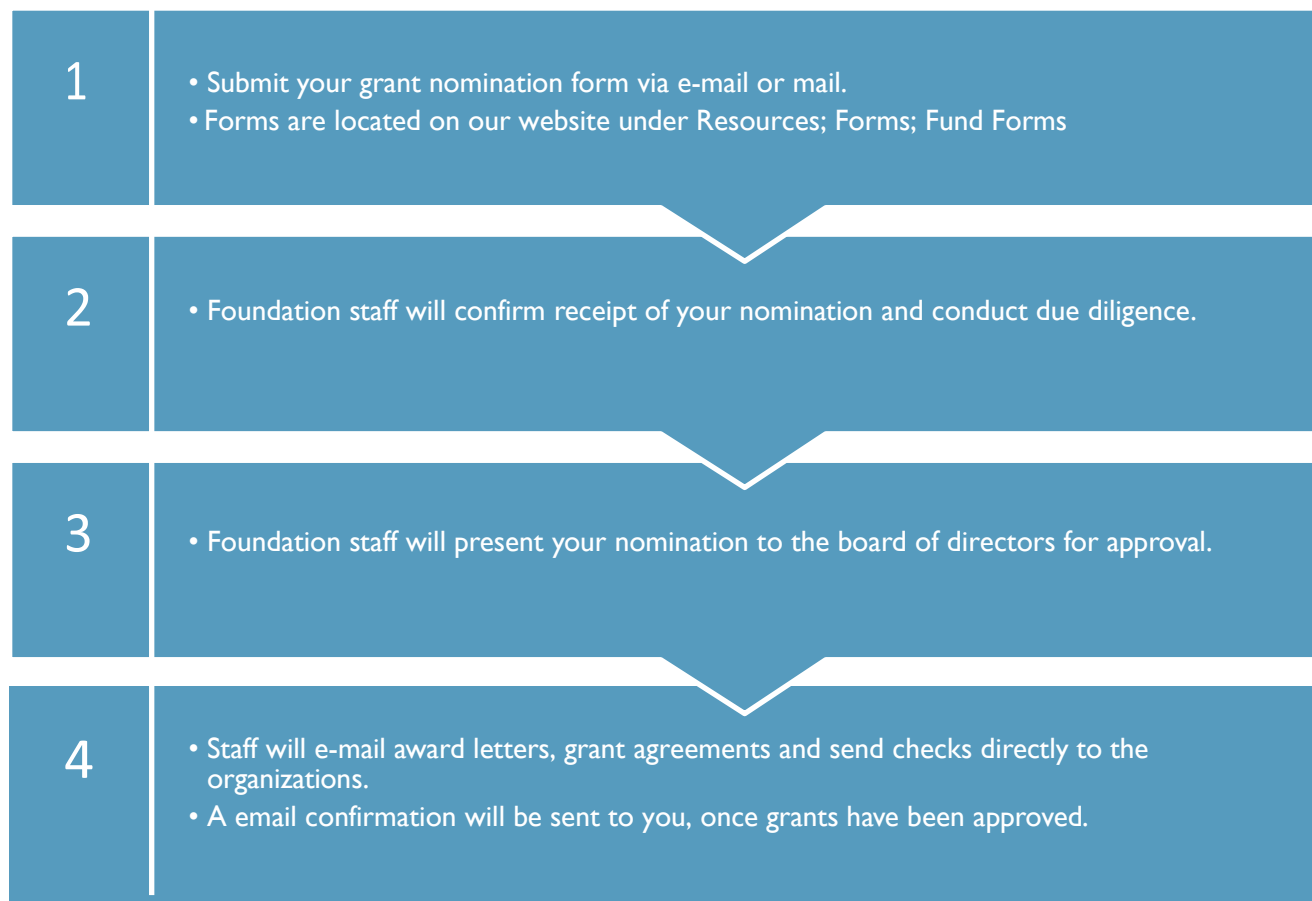 1
• Submit your grant nomination form via e-mail or mail.
• Forms are located on our website under Resources; Forms; Fund Forms
2
• Foundation staff will confirm receipt of your nomination and conduct due diligence.
3
• Foundation staff will present your nomination to the board of directors for approval.
4
• Staff will e-mail award letters, grant agreements and send checks directly to the
organizations.
• A email confirmation will be sent to you, once grants have been approved.